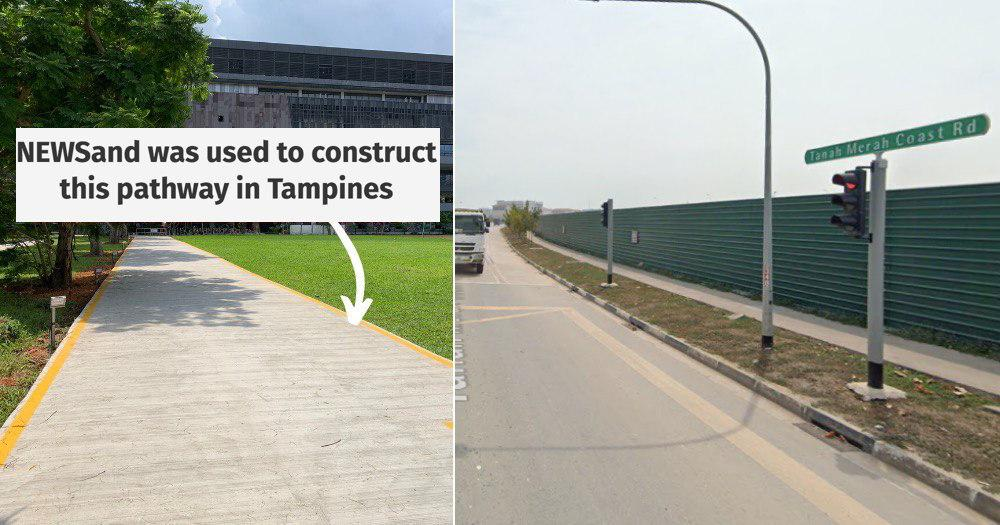 NEWSand was used to construct
this pathway in Tampines
Tanah Merah Coast Rd